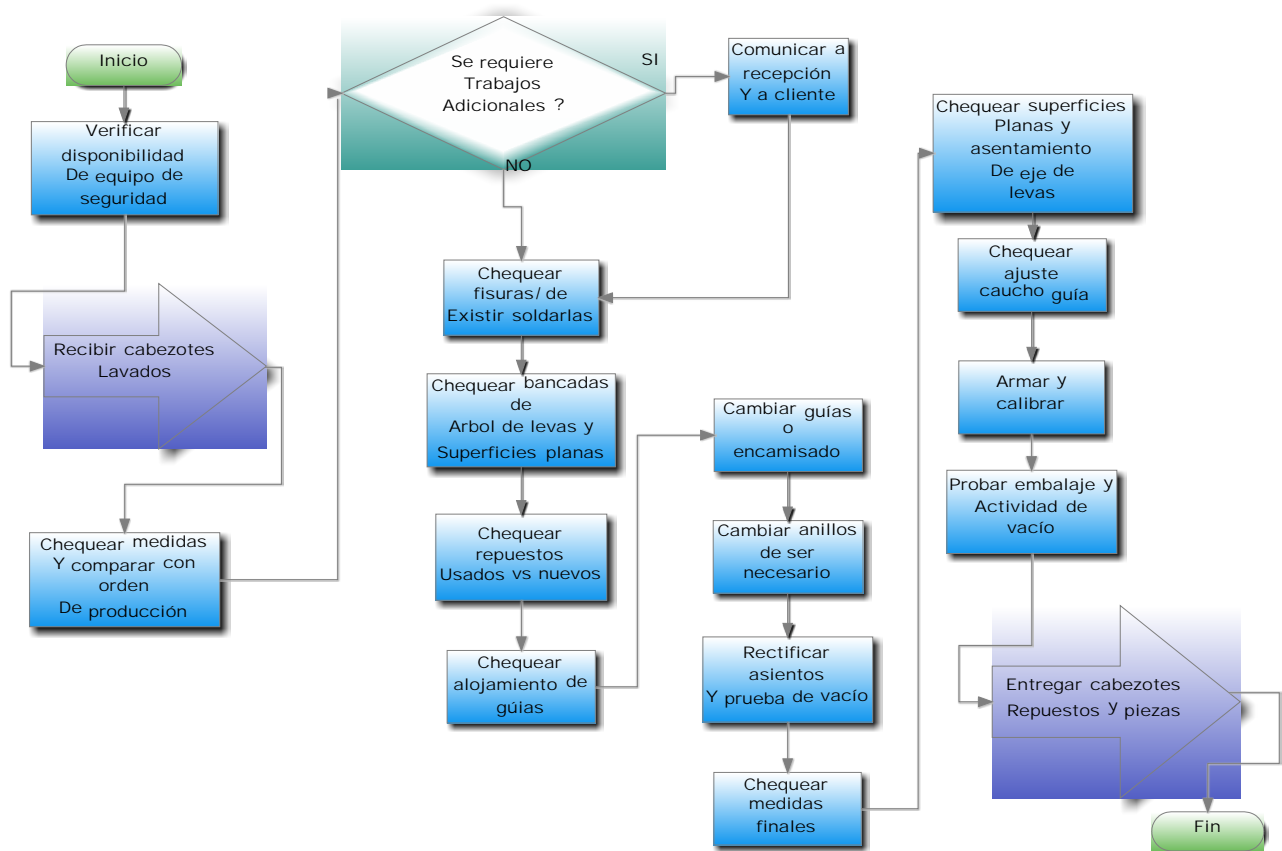 Inicio
Verificar
disponibilidad
De equipo de
seguridad
Recibir cabezotes
Lavados
Chequear medidas
Y comparar con
orden
De producción
Se requiere
Trabajos
Adicionales ?
SI
NO
Comunicar a
recepción
Y a cliente
Chequear
fisuras/ de
Existir soldarlas
Chequear bancadas
de
Arbol de levas y
Superficies planas
Chequear
repuestos
Usados vs nuevos
Chequear
alojamiento de
gúias
Cambiar guías
o
encamisado
Cambiar anillos
de ser
necesario
Rectificar
asientos
Y prueba de vacío
Chequear
medidas
finales
Chequear superficies
Planas y
asentamiento
De eje de
levas
Chequear
ajuste
caucho guía
Armar y
calibrar
Probar embalaje y
Actividad de
vacío
Entregar cabezotes
Repuestos y piezas
Fin